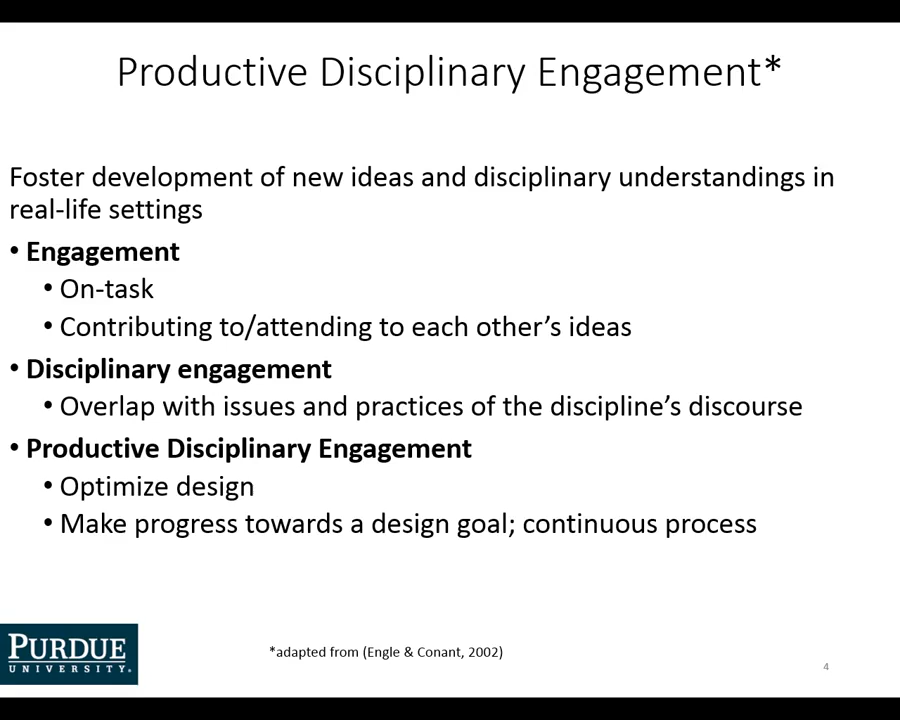 Productive Disciplinary Engagement*
Foster development of new ideas and disciplinary understandings in
real-life settings
• Engagement
• On-task
• Contributing to/attending to each other’s ideas
• Disciplinary engagement
• Overlap with issues and practices of the discipline’s discourse
• Productive Disciplinary Engagement
• Optimize design
• Make progress towards a design goal; continuous process
PURDUE
UNIVERSITY.
*adapted from (Engle & Conant, 2002)
4